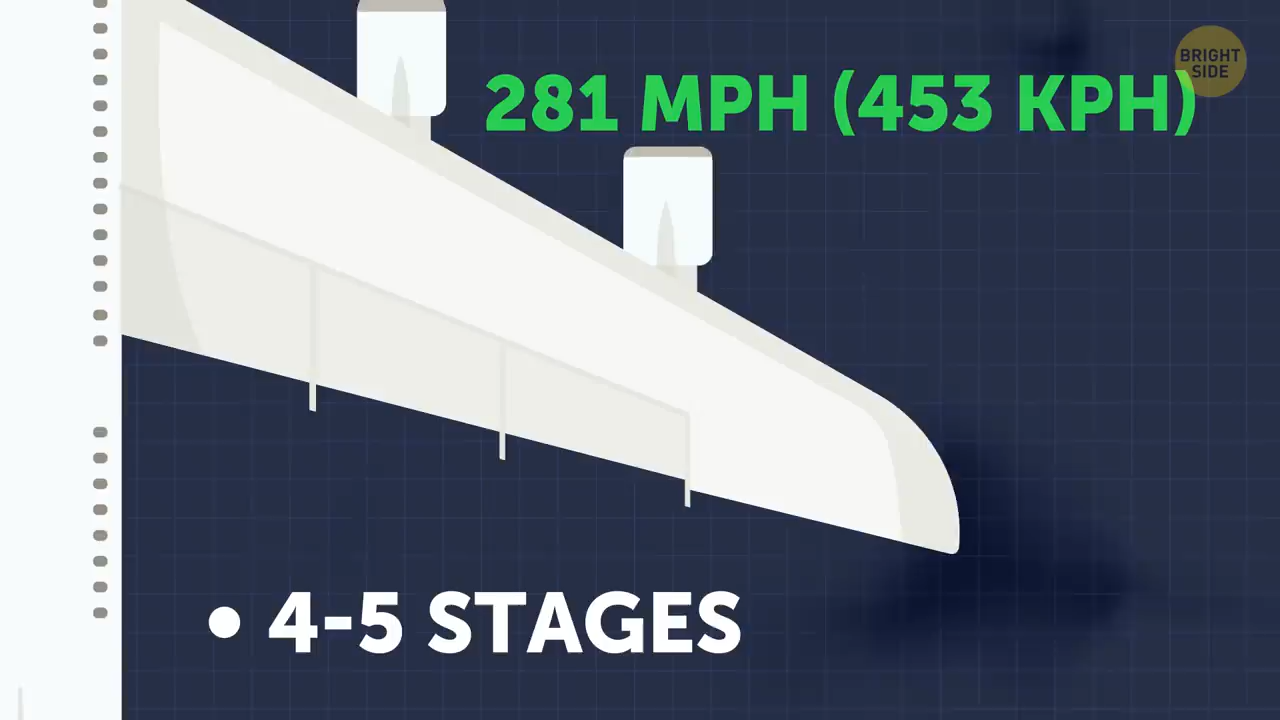 BRIGHT
SIDE
281 MPH (453 KPH)
• 4-5 STAGES